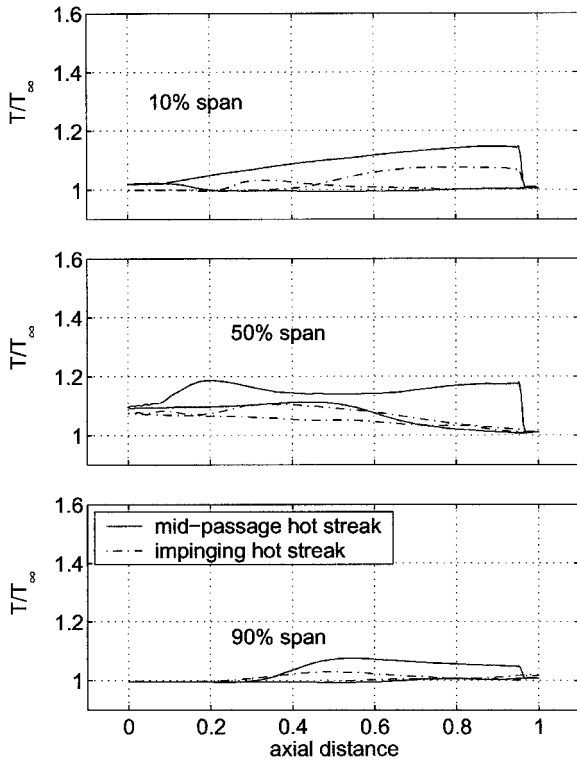 1.6
1.4
T/T∞
10% span
1.2
1
1.6
1.4
T/T∞
50% span
1.2
1
1.6
mid-passage hot streak
impinging hot streak
1.4
T/T∞
1.2
90% span
1
0 0.2 0.4 0.6 0.8 1
axial distance